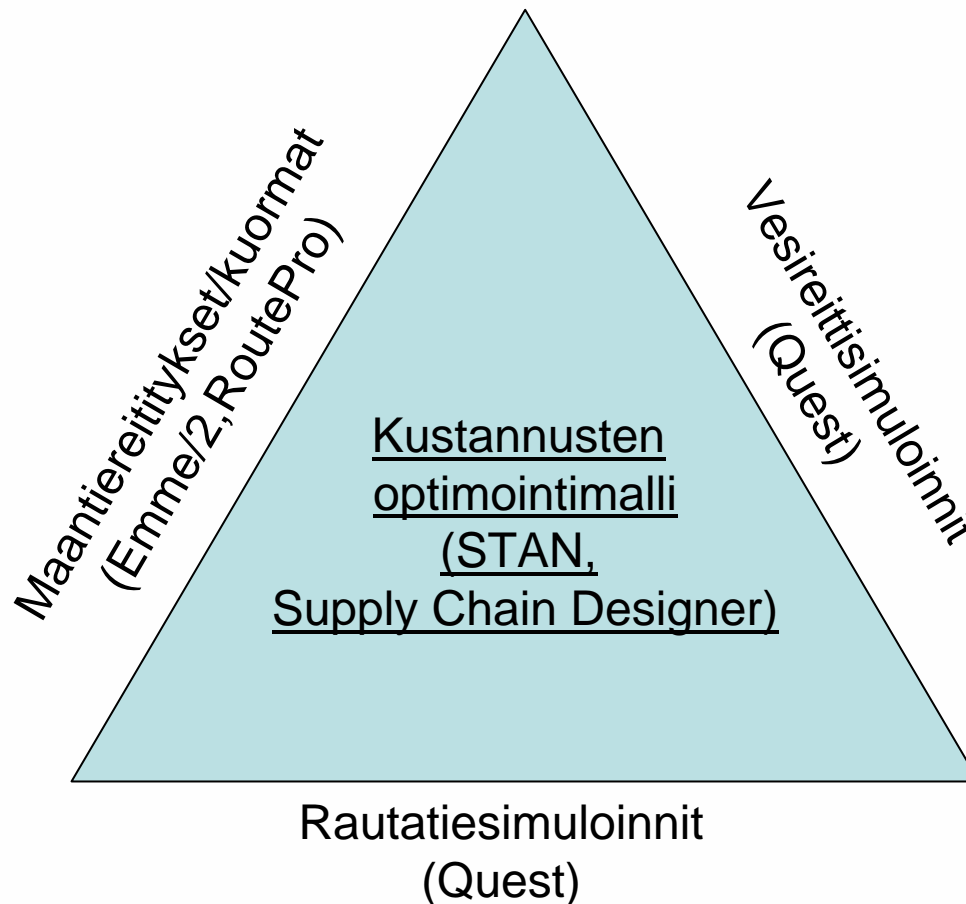 Maantiereititykset/kuormat
(Emme/2,RoutePro)
Vesireittisimuloinnit
(Quest)
Kustannusten
optimointimalli
(STAN,
Supply Chain Designer)
Rautatiesimuloinnit
(Quest)